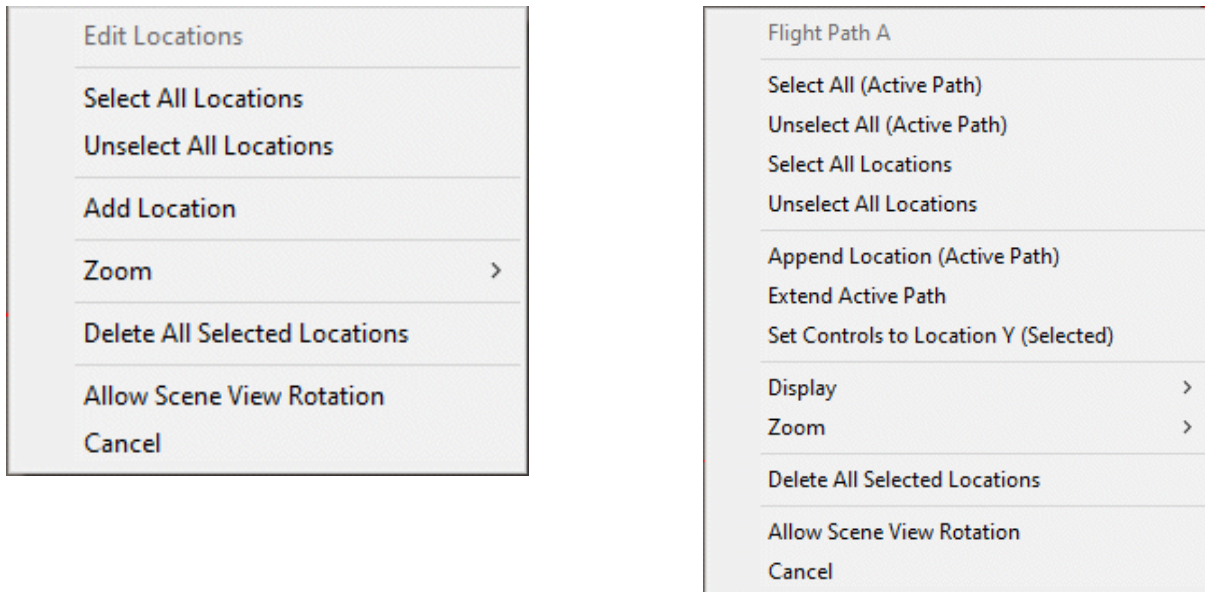 Edit Locations
Select All Locations
Unselect All Locations
Add Location
Zoom
Delete All Selected Locations
Allow Scene View Rotation
Cancel
Flight Path A
Select All (Active Path)
Unselect All (Active Path)
Select All Locations
Unselect All Locations
Append Location (Active Path)
Extend Active Path
Set Controls to Location Y (Selected)
Display
Zoom
Delete All Selected Locations
Allow Scene View Rotation
Cancel